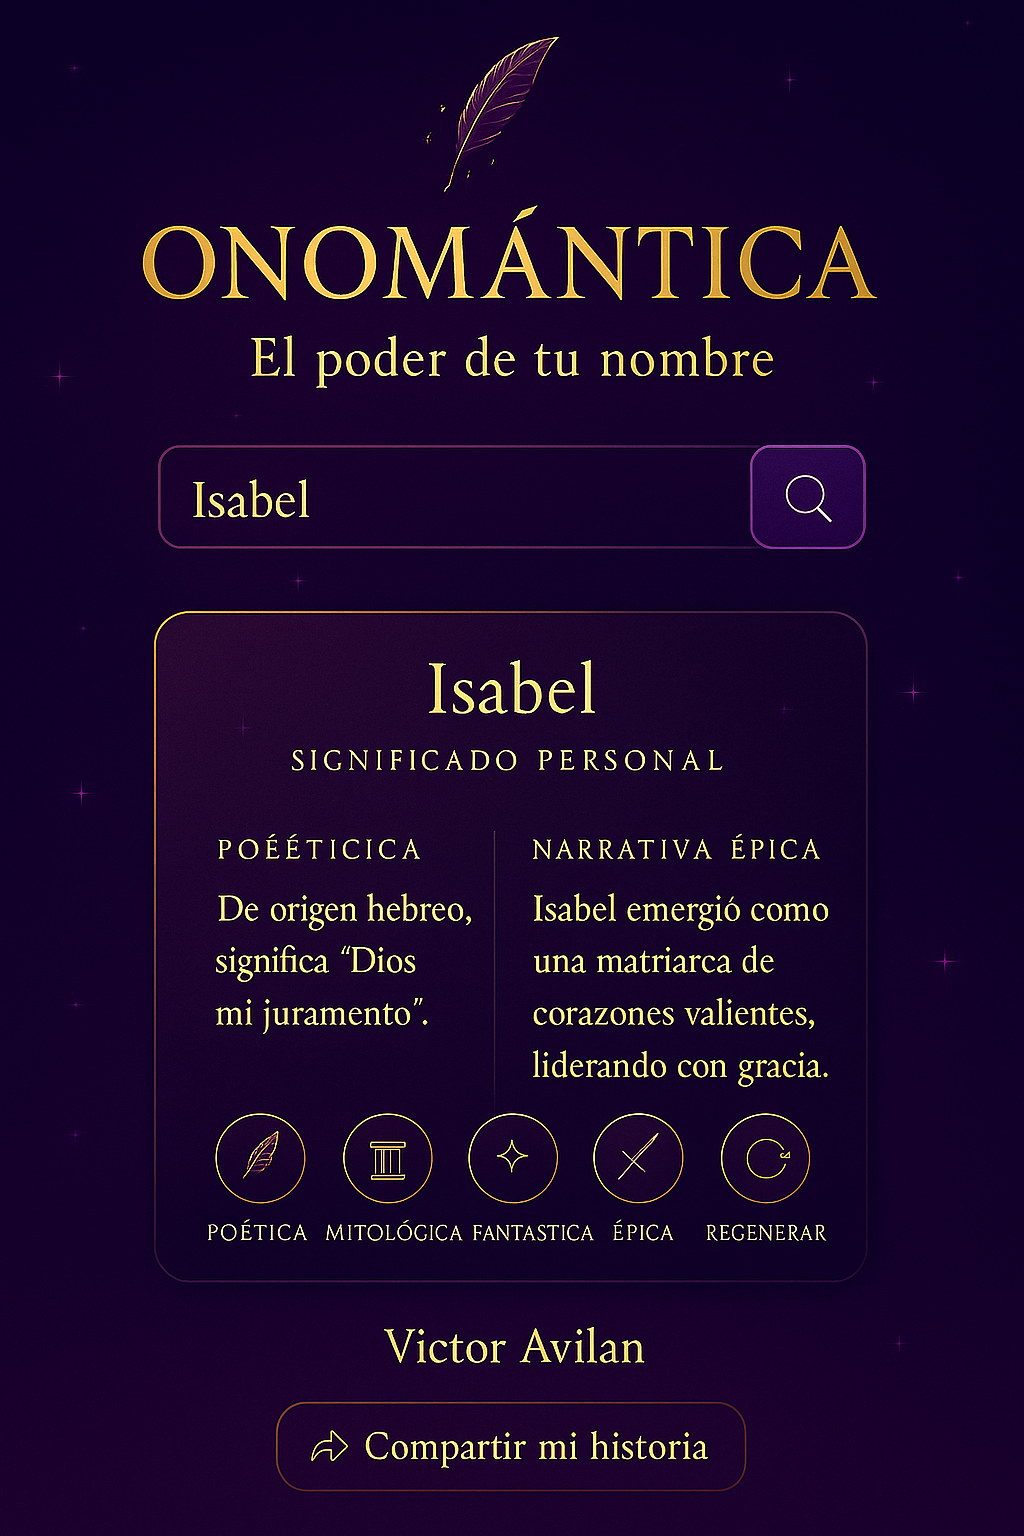 ONOMÁNTICA
El poder de tu nombre
Isabel
Isabel
SIGNIFICADO PERSONAL
POÉÉTICICA
De origen hebreo,
significa “Dios
mi juramento”.
NARRATIVA ÉPICA
Isabel emergió como
una matriarca de
corazones valientes,
liderando con gracia.
POÉTICA MITOLÓGICA FANTASTICA ÉPICA REGENERAR
Victor Avilan
Compartir mi historia